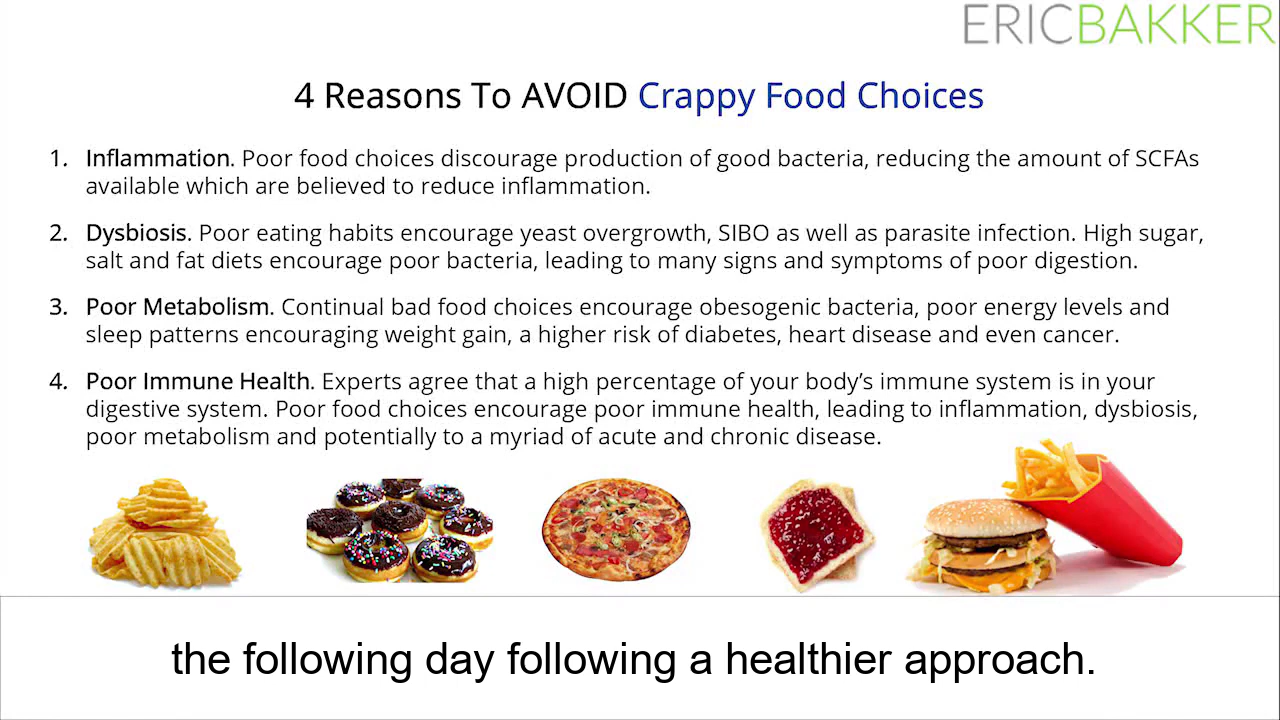 ERICBAKKER
4 Reasons To AVOID Crappy Food Choices
1. Inflammation. Poor food choices discourage production of good bacteria, reducing the amount of SCFAs
available which are believed to reduce inflammation.
2. Dysbiosis. Poor eating habits encourage yeast overgrowth, SIBO as well as parasite infection. High sugar,
salt and fat diets encourage poor bacteria, leading to many signs and symptoms of poor digestion.
3. Poor Metabolism. Continual bad food choices encourage obesogenic bacteria, poor energy levels and
sleep patterns encouraging weight gain, a higher risk of diabetes, heart disease and even cancer.
4. Poor Immune Health. Experts agree that a high percentage of your body's immune system is in your
digestive system. Poor food choices encourage poor immune health, leading to inflammation, dysbiosis,
poor metabolism and potentially to a myriad of acute and chronic disease.
the following day following a healthier approach.